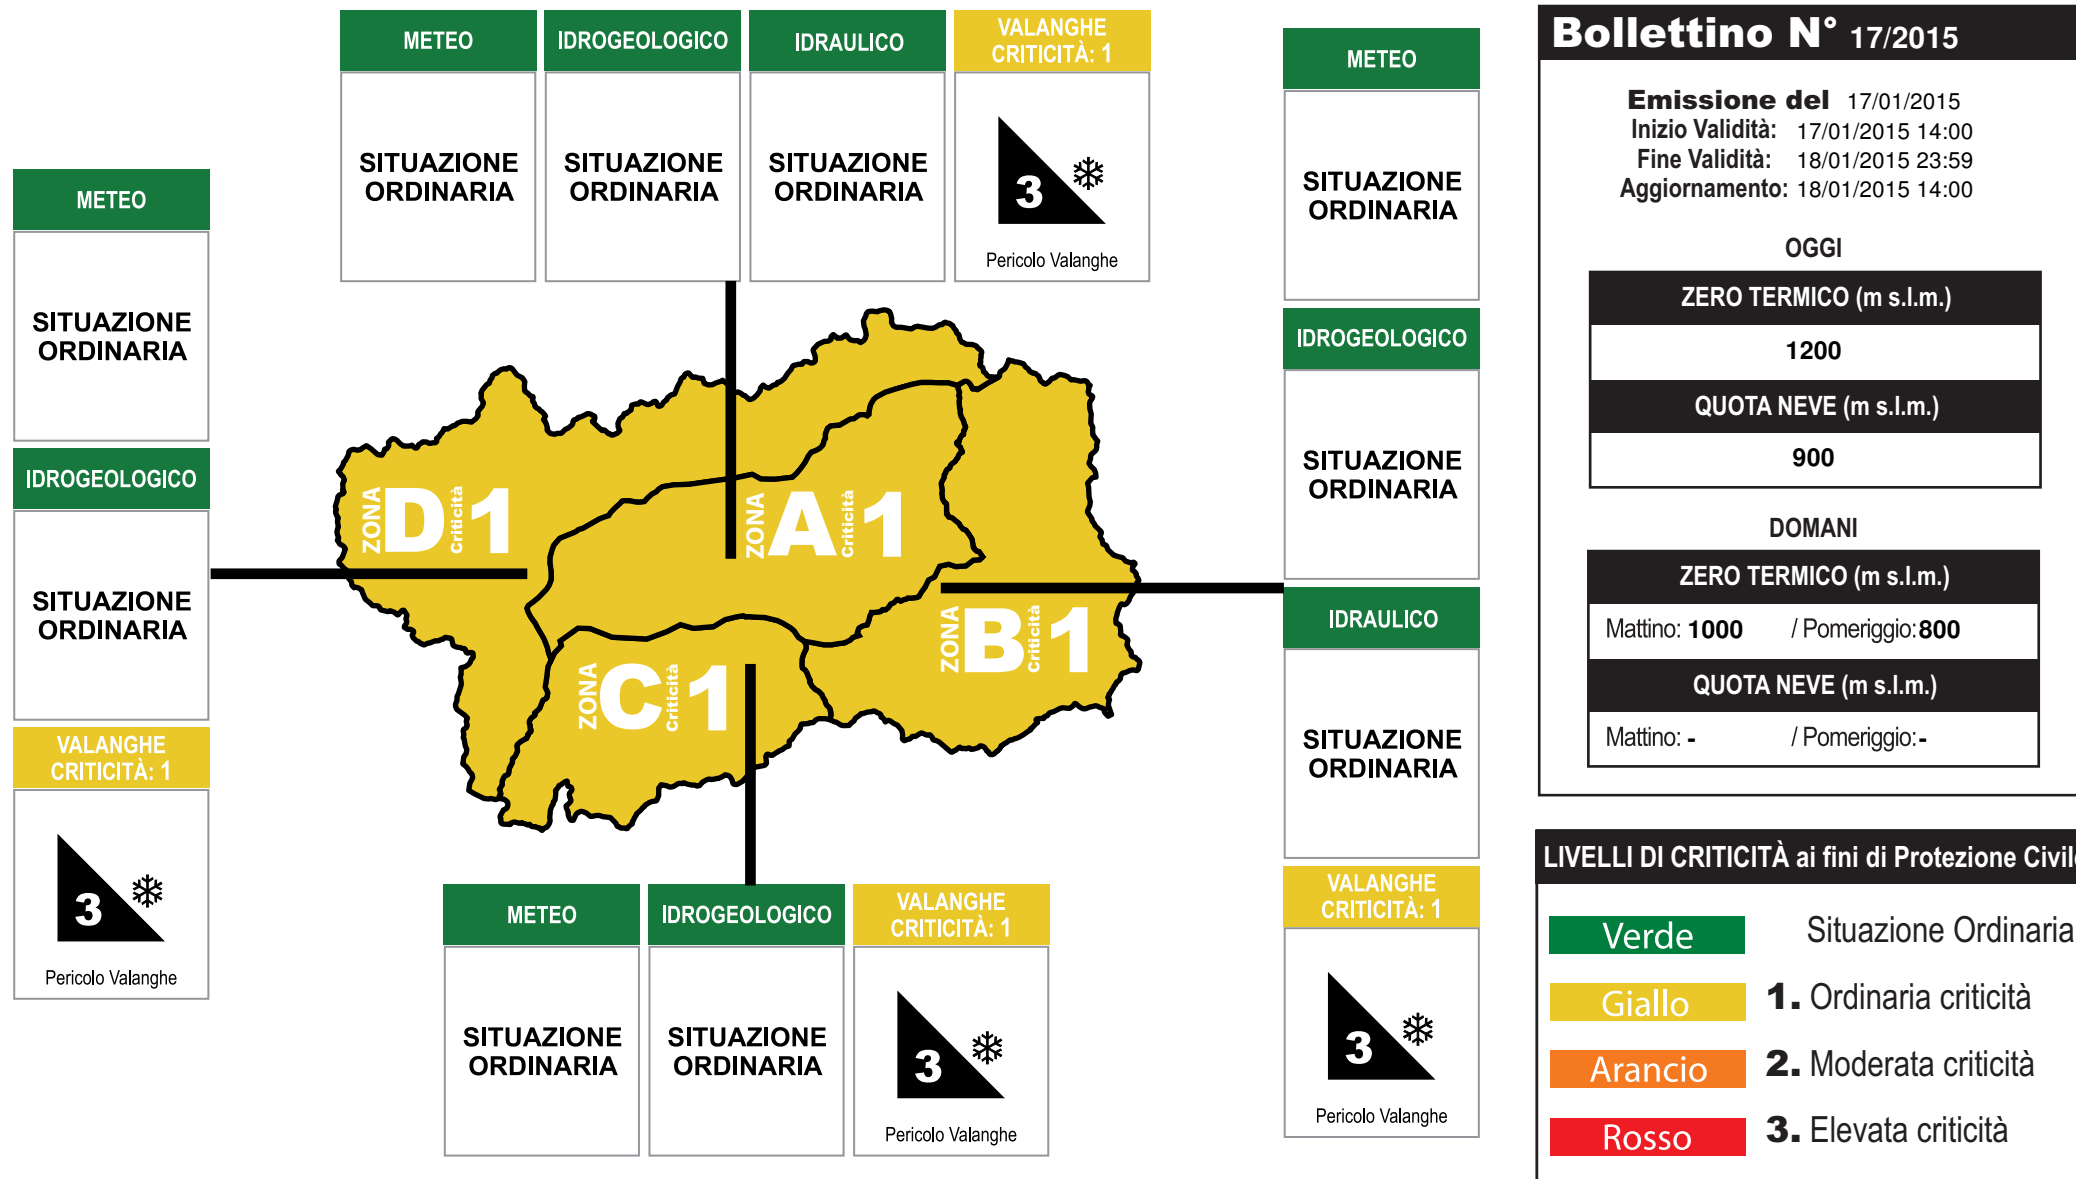 METEO
SITUAZIONE
ORDINARIA
IDROGEOLOGICO
SITUAZIONE
ORDINARIA
IDRAULICO
SITUAZIONE
ORDINARIA
VALANGHE
CRITICITÀ: 1
3
Pericolo Valanghe
METEO
SITUAZIONE
ORDINARIA
IDROGEOLOGICO
SITUAZIONE
ORDINARIA
VALANGHE
CRITICITÀ: 1
3
Pericolo Valanghe
ZONA D Criticità 1
ZONA A Criticità 1
ZONA B Criticità 1
ZONA C Criticità 1
METEO
SITUAZIONE
ORDINARIA
IDROGEOLOGICO
SITUAZIONE
ORDINARIA
VALANGHE
CRITICITÀ: 1
3
Pericolo Valanghe
METEO
SITUAZIONE
ORDINARIA
IDROGEOLOGICO
SITUAZIONE
ORDINARIA
IDRAULICO
SITUAZIONE
ORDINARIA
VALANGHE
CRITICITÀ: 1
3
Pericolo Valanghe
Bollettino N° 17/2015
Emissione del 17/01/2015
Inizio Validità: 17/01/2015 14:00
Fine Validità: 18/01/2015 23:59
Aggiornamento: 18/01/2015 14:00
OGGI
ZERO TERMICO (m s.l.m.)
1200
QUOTA NEVE (m s.l.m.)
900
DOMANI
ZERO TERMICO (m s.l.m.)
Mattino: 1000 / Pomeriggio: 800
QUOTA NEVE (m s.l.m.)
Mattino: - / Pomeriggio: -
LIVELLI DI CRITICITÀ ai fini di Protezione Civile
Verde Situazione Ordinaria
Giallo 1. Ordinaria criticità
Arancio 2. Moderata criticità
Rosso 3. Elevata criticità